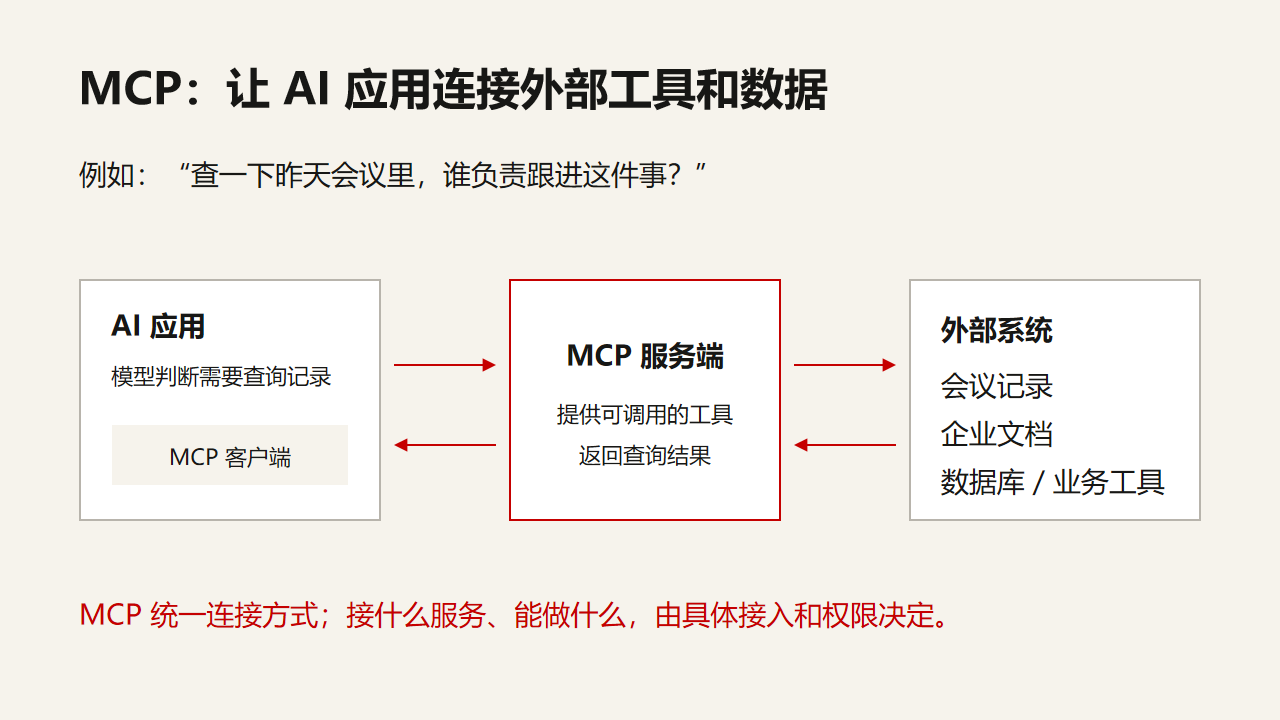 MCP：让 AI 应用连接外部工具和数据
例如：“查一下昨天会议里，谁负责跟进这件事？”
AI 应用
模型判断需要查询记录
MCP 客户端
MCP 服务端
提供可调用的工具
返回查询结果
外部系统
会议记录
企业文档
数据库 / 业务工具
MCP 统一连接方式；接什么服务、能做什么，由具体接入和权限决定。